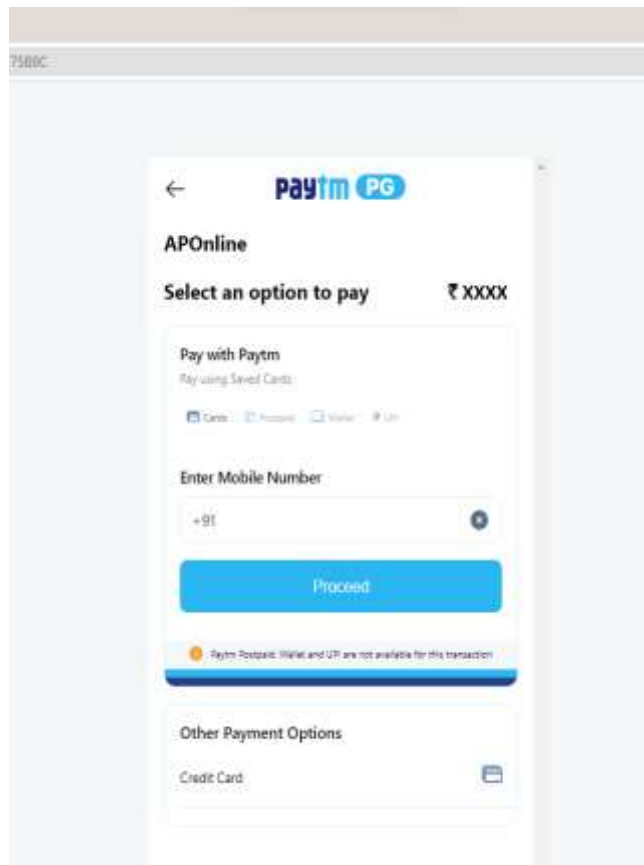 paytm PG
APOnline
Select an option to pay ₹ XXXX
Pay with Paytm
Pay using Saved Cards
Cards Postpaid Wallet UPI
Enter Mobile Number
+91
Proceed
Paytm Postpaid, Wallet and UPI are not available for this transaction
Other Payment Options
Credit Card